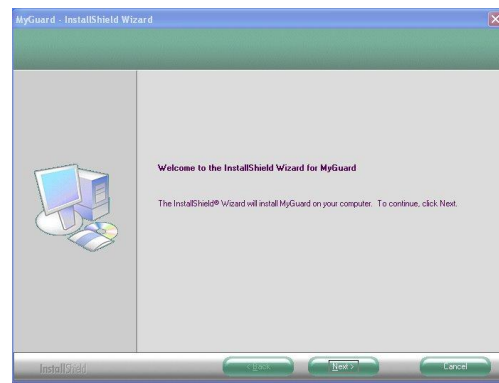 MyGuard - InstallShield Wizard
Welcome to the InstallShield Wizard for MyGuard
The InstallShield® Wizard will install MyGuard on your computer. To continue, click Next.
InstallShield
< Back
Next >
Cancel